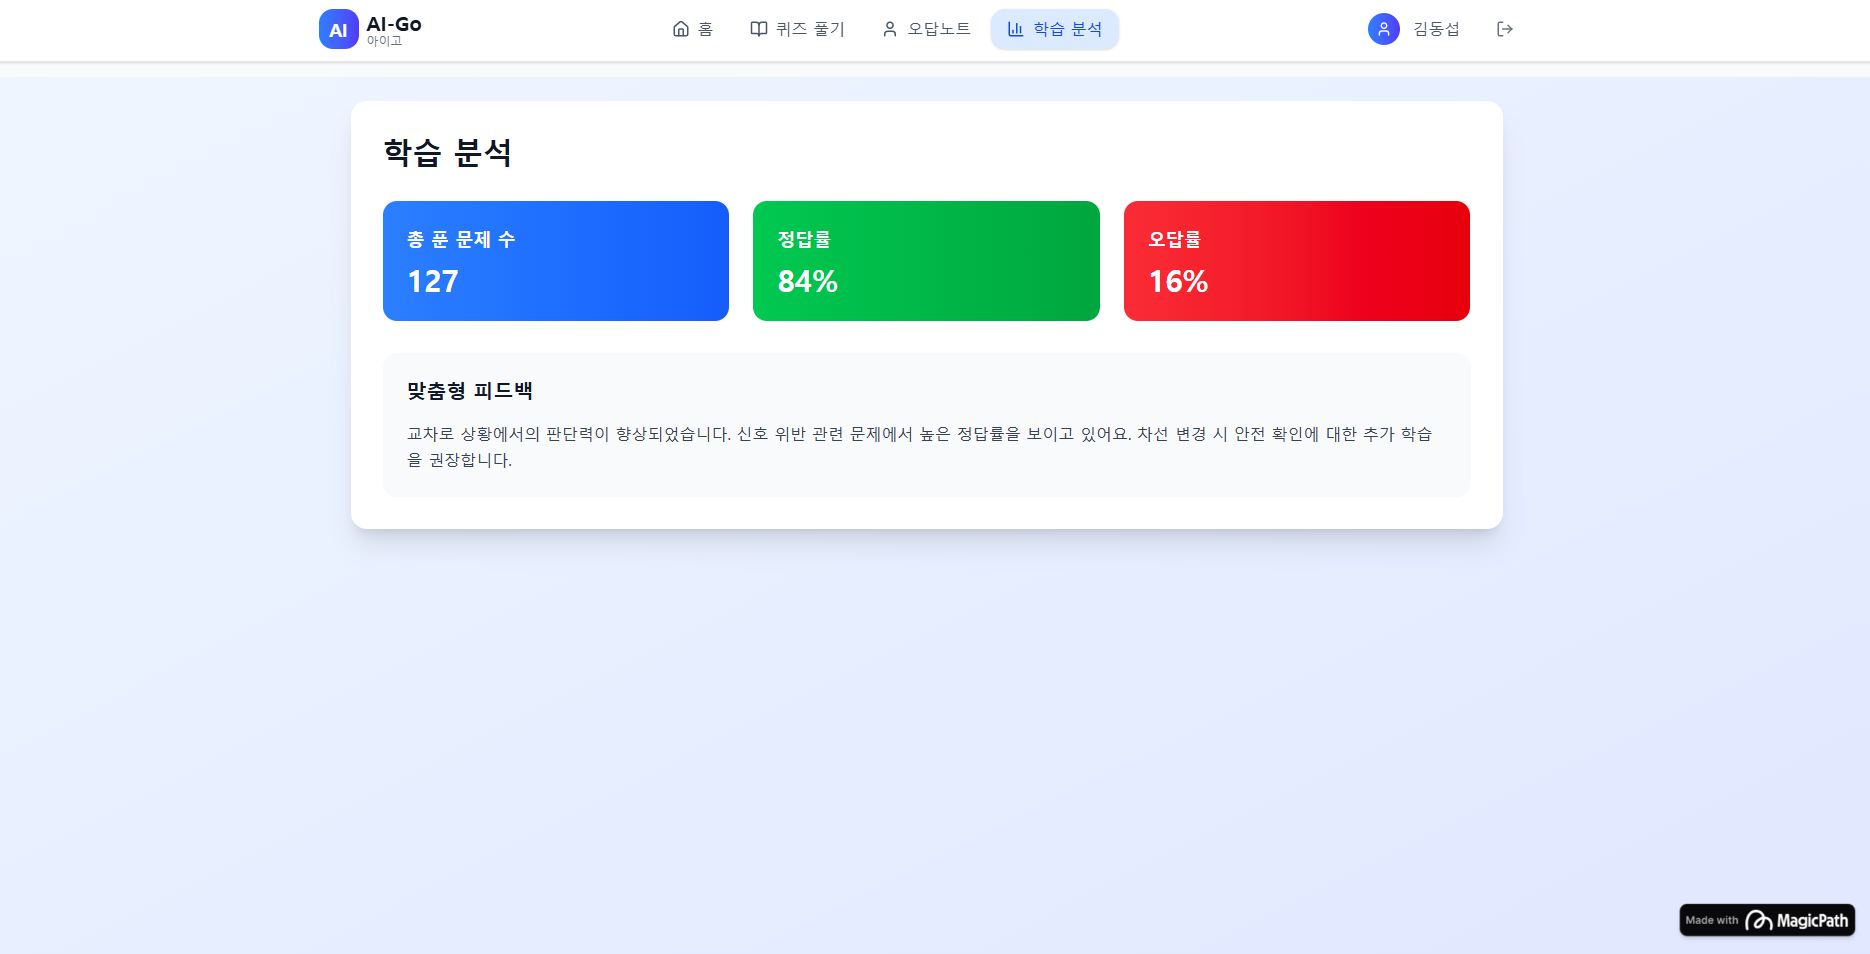 AI
AI-Go
아이고
홈
퀴즈 풀기
오답노트
학습 분석
김동섭
학습 분석
총 푼 문제 수
127
정답률
84%
오답률
16%
맞춤형 피드백
교차로 상황에서의 판단력이 향상되었습니다. 신호 위반 관련 문제에서 높은 정답률을 보이고 있어요. 차선 변경 시 안전 확인에 대한 추가 학습
을 권장합니다.
Made with MagicPath